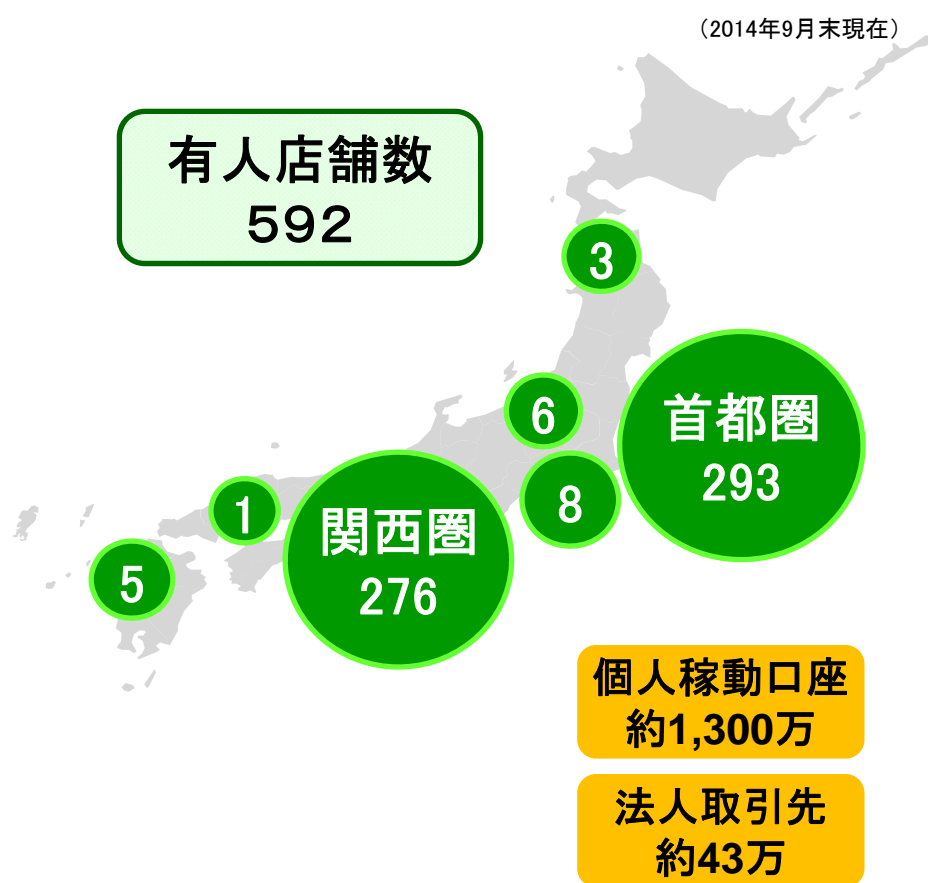 （2014年9月末現在）
有人店舗数
５９２
3
6
首都圏
293
8
1
関西圏
276
5
個人稼動口座
約1,300万
法人取引先
約43万